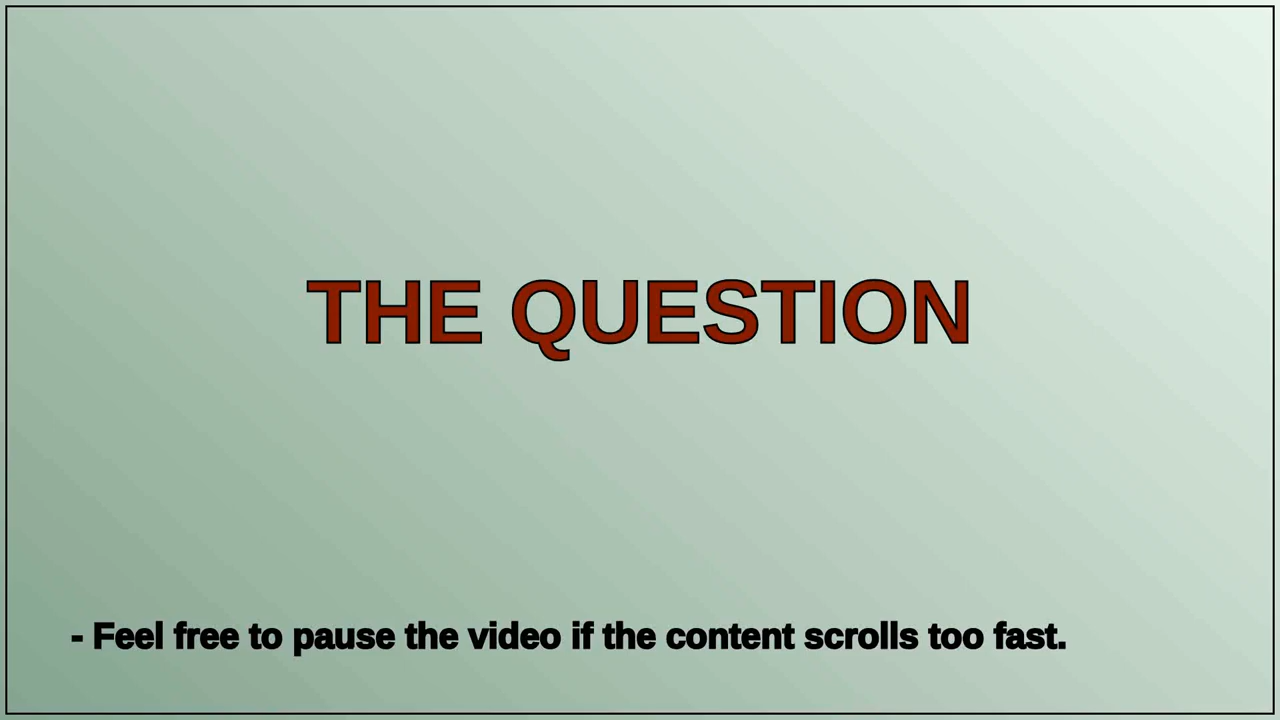 THE QUESTION
- Feel free to pause the video if the content scrolls too fast.